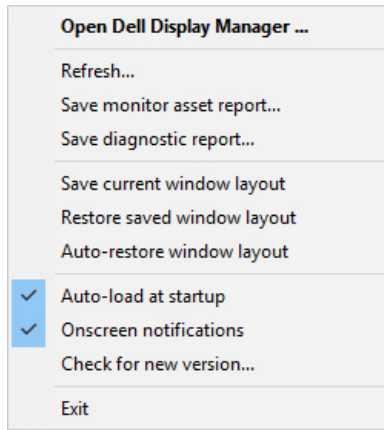 Open Dell Display Manager ...
Refresh...
Save monitor asset report...
Save diagnostic report...
Save current window layout
Restore saved window layout
Auto-restore window layout
Auto-load at startup
Onscreen notifications
Check for new version...
Exit